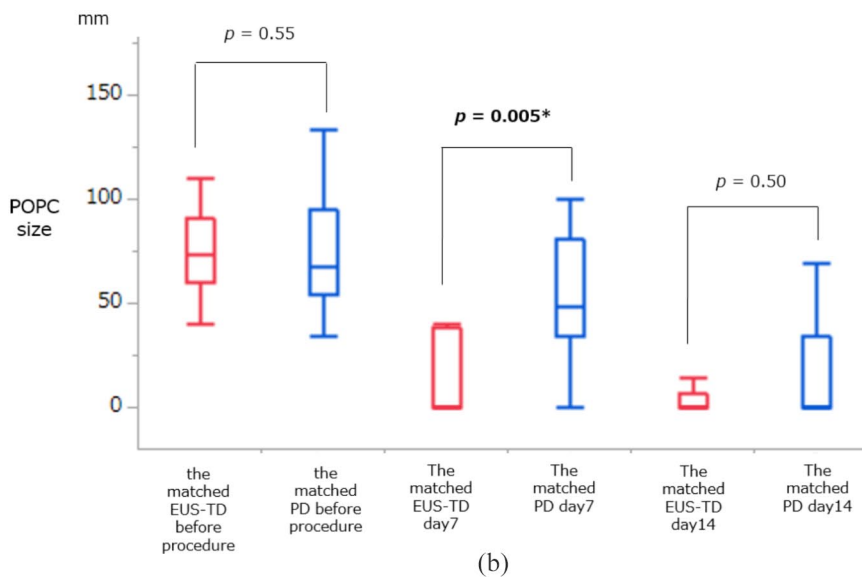 mm
p = 0.55
150
p = 0.005*
p = 0.50
100
POPC
size
50
0
the
matched
EUS-TD
before
procedure
the
matched
PD before
procedure
The
matched
EUS-TD
day7
The
matched
PD day7
The
matched
EUS-TD
day14
The
matched
PD day14
(b)